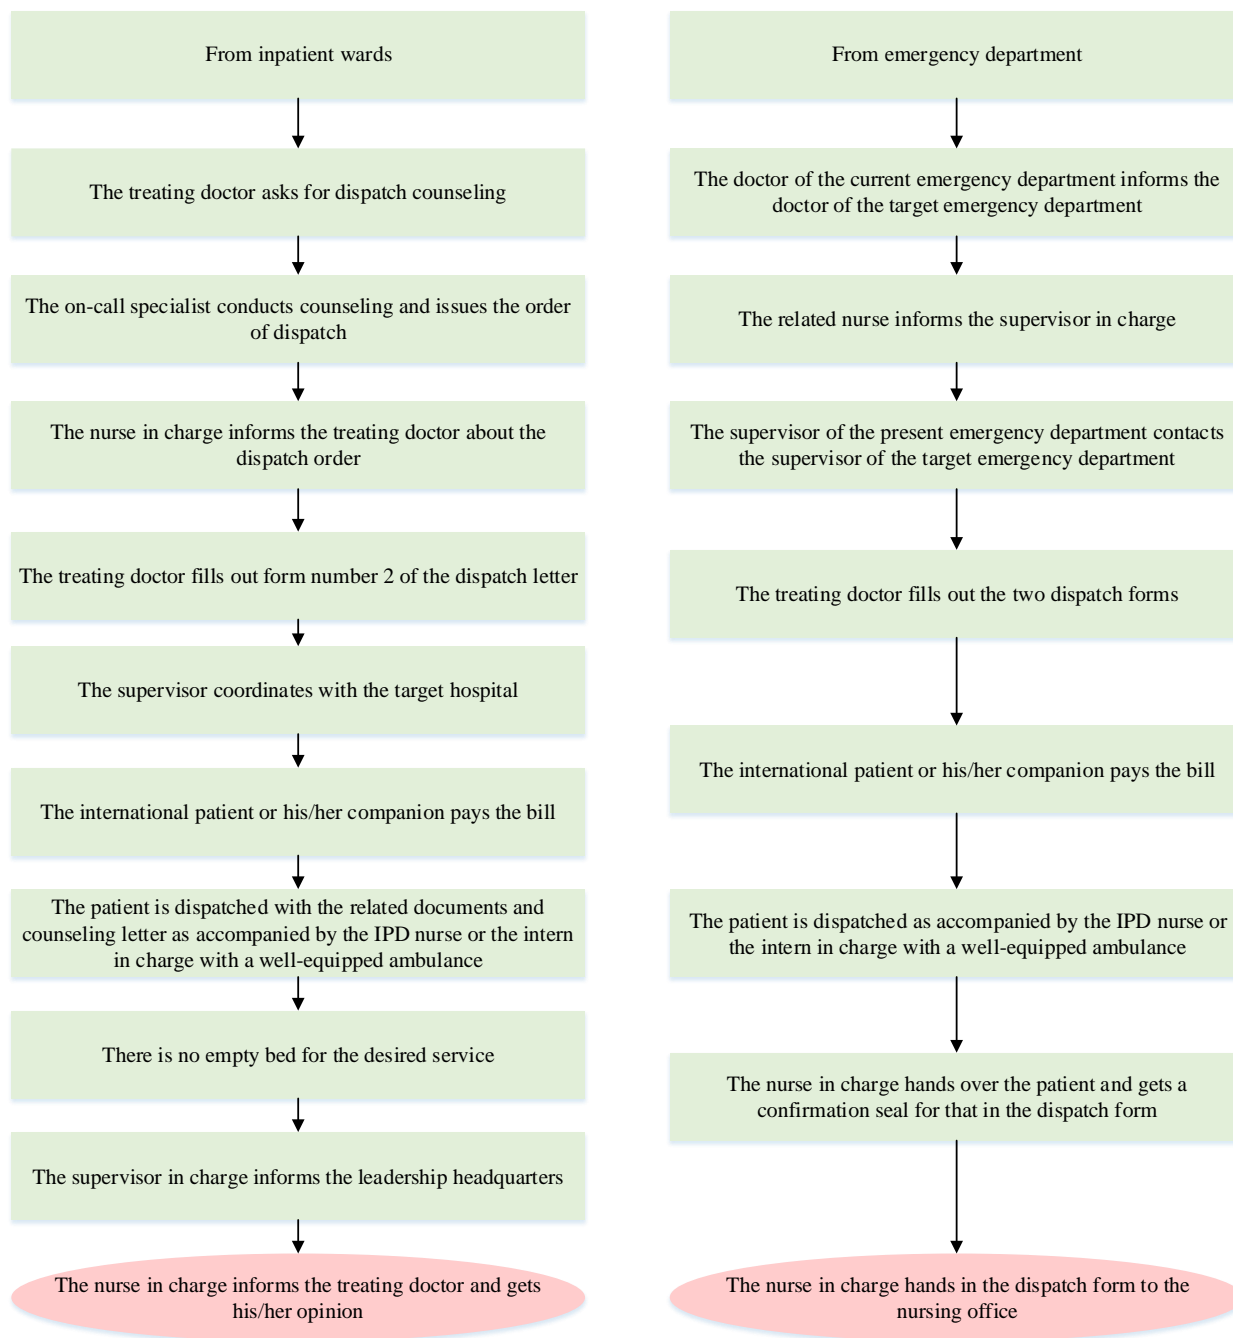 From inpatient wards
The treating doctor asks for dispatch counseling
The on-call specialist conducts counseling and issues the order
of dispatch
The nurse in charge informs the treating doctor about the
dispatch order
The treating doctor fills out form number 2 of the dispatch letter
The supervisor coordinates with the target hospital
The international patient or his/her companion pays the bill
The patient is dispatched with the related documents and
counseling letter as accompanied by the IPD nurse or the intern
in charge with a well-equipped ambulance
There is no empty bed for the desired service
The supervisor in charge informs the leadership headquarters
The nurse in charge informs the treating doctor and gets
his/her opinion
From emergency department
The doctor of the current emergency department informs the
doctor of the target emergency department
The related nurse informs the supervisor in charge
The supervisor of the present emergency department contacts
the supervisor of the target emergency department
The treating doctor fills out the two dispatch forms
The international patient or his/her companion pays the bill
The patient is dispatched as accompanied by the IPD nurse or
the intern in charge with a well-equipped ambulance
The nurse in charge hands over the patient and gets a
confirmation seal for that in the dispatch form
The nurse in charge hands in the dispatch form to the
nursing office